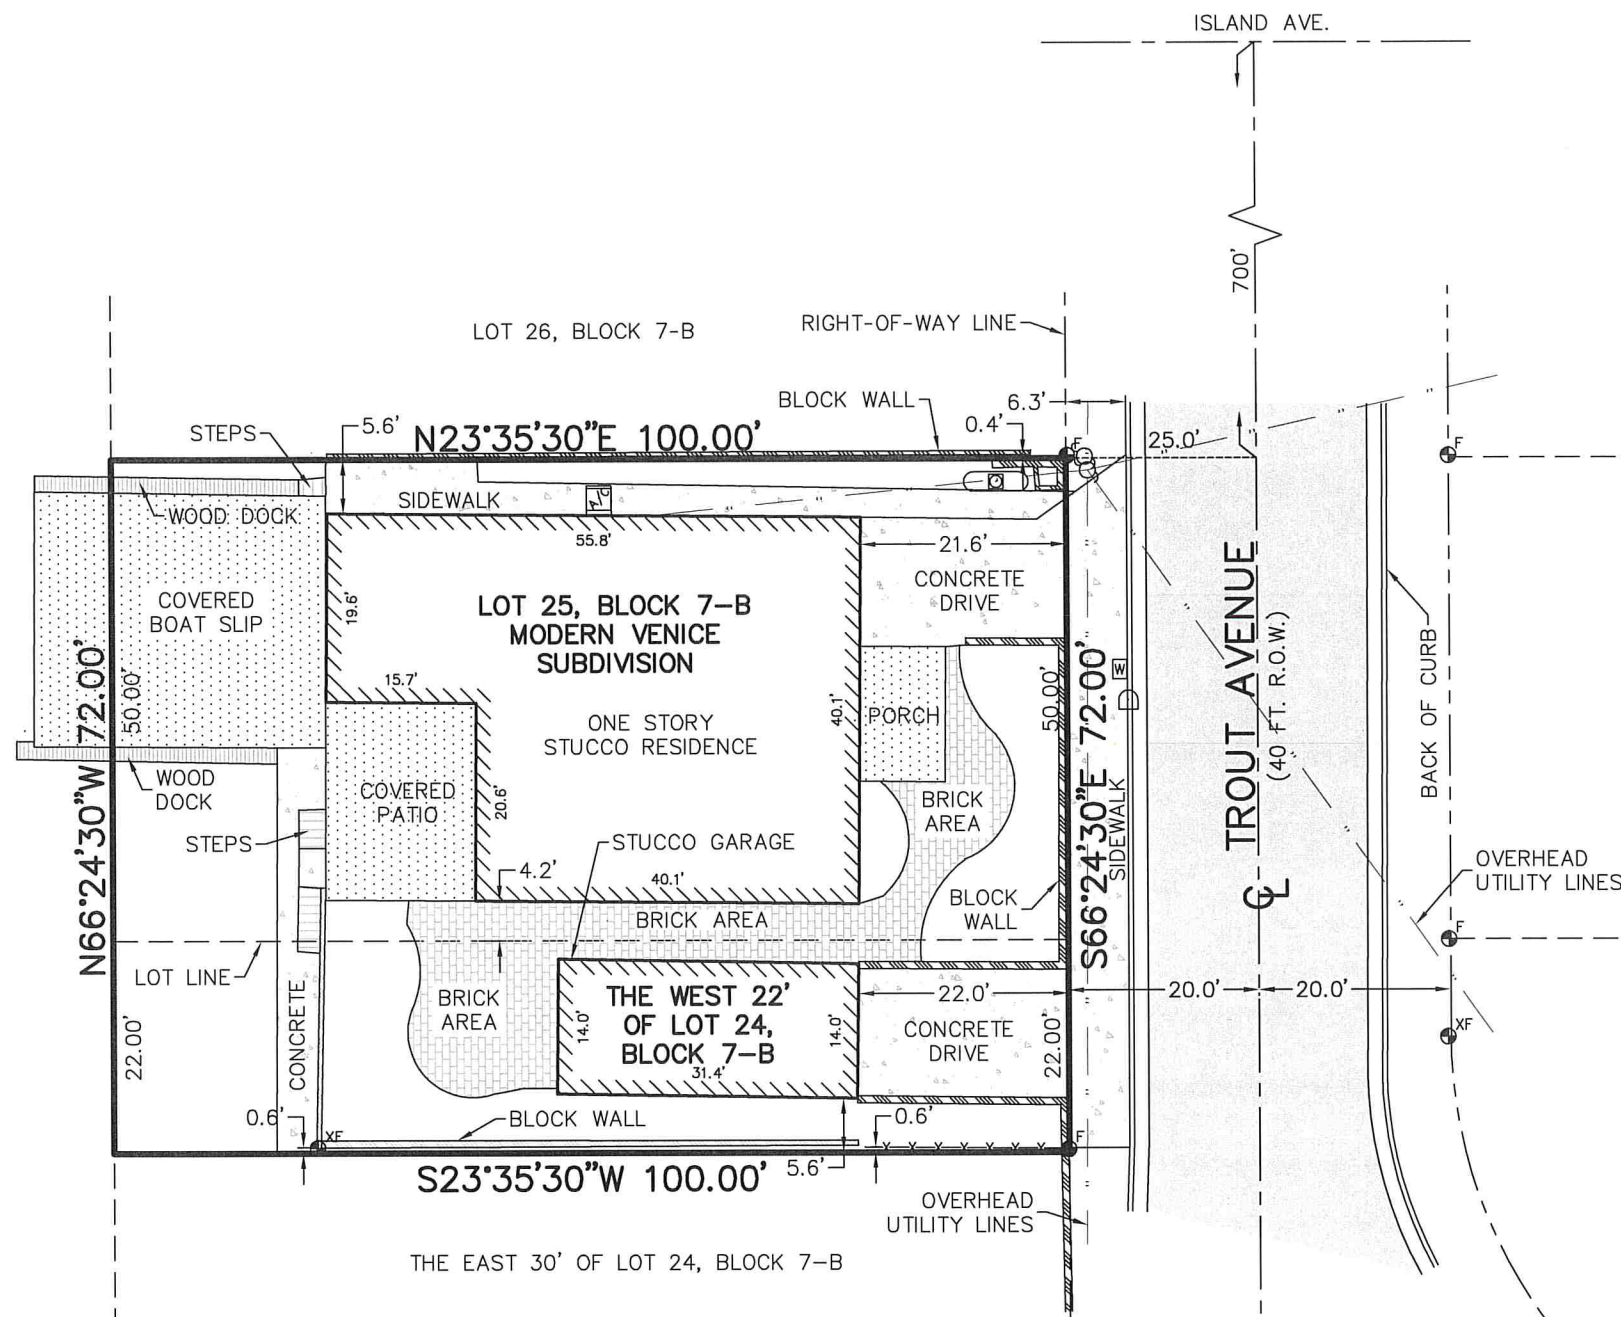 ISLAND AVE.
700'
LOT 26, BLOCK 7-B
RIGHT-OF-WAY LINE
BLOCK WALL
6.3'
0.4'
25.0'
STEPS
5.6'
N23°35'30"E 100.00'
F
F
WOOD DOCK
SIDEWALK
A/C
55.8'
21.6'
CONCRETE
DRIVE
COVERED
BOAT SLIP
19.6'
LOT 25, BLOCK 7-B
MODERN VENICE
SUBDIVISION
15.7'
ONE STORY
STUCCO RESIDENCE
40.1'
PORCH
50.00'
50.00'
N66°24'30"W 72.00'
S66°24'30"E 72.00'
W
SIDEWALK
TROUT AVENUE
(40 FT. R.O.W.)
CL
BACK OF CURB
WOOD
DOCK
COVERED
PATIO
20.6'
BRICK
AREA
STEPS
4.2'
STUCCO GARAGE
40.1'
BRICK AREA
BLOCK
WALL
OVERHEAD
UTILITY LINES
F
LOT LINE
BRICK
AREA
THE WEST 22'
OF LOT 24,
BLOCK 7-B
14.0'
14.0'
31.4'
22.0'
20.0'
20.0'
CONCRETE
DRIVE
XF
22.00'
22.00'
CONCRETE
0.6'
XF
BLOCK WALL
0.6'
F
5.6'
S23°35'30"W 100.00'
OVERHEAD
UTILITY LINES
THE EAST 30' OF LOT 24, BLOCK 7-B